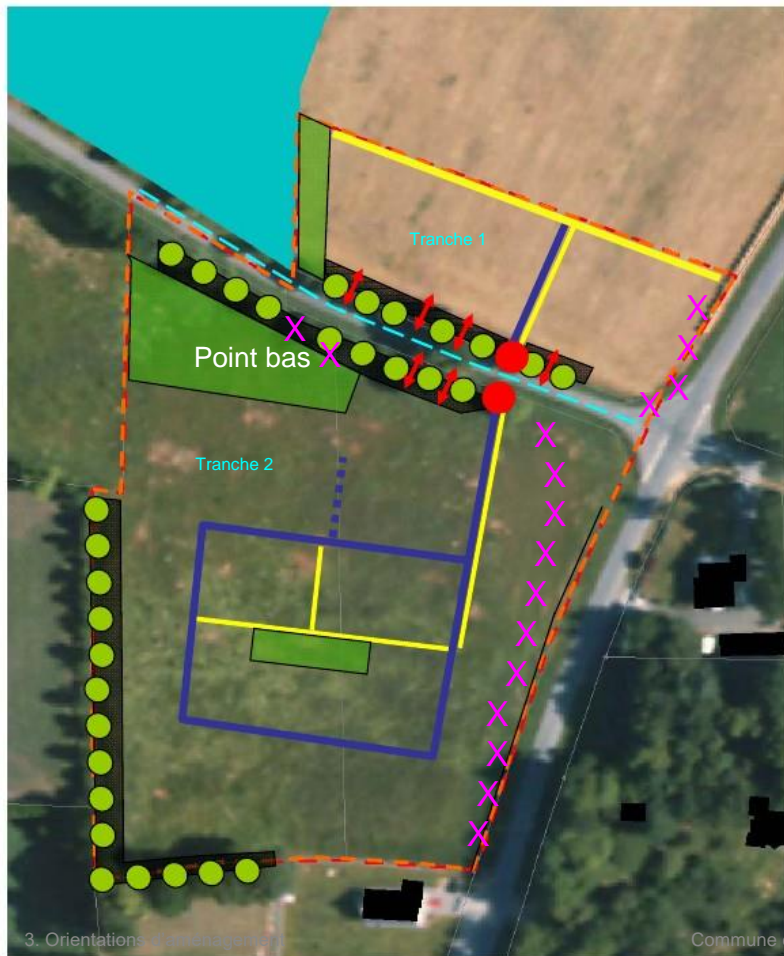 Tranche 1
Point bas
Tranche 2
3. Orientations d'aménagement
Commune